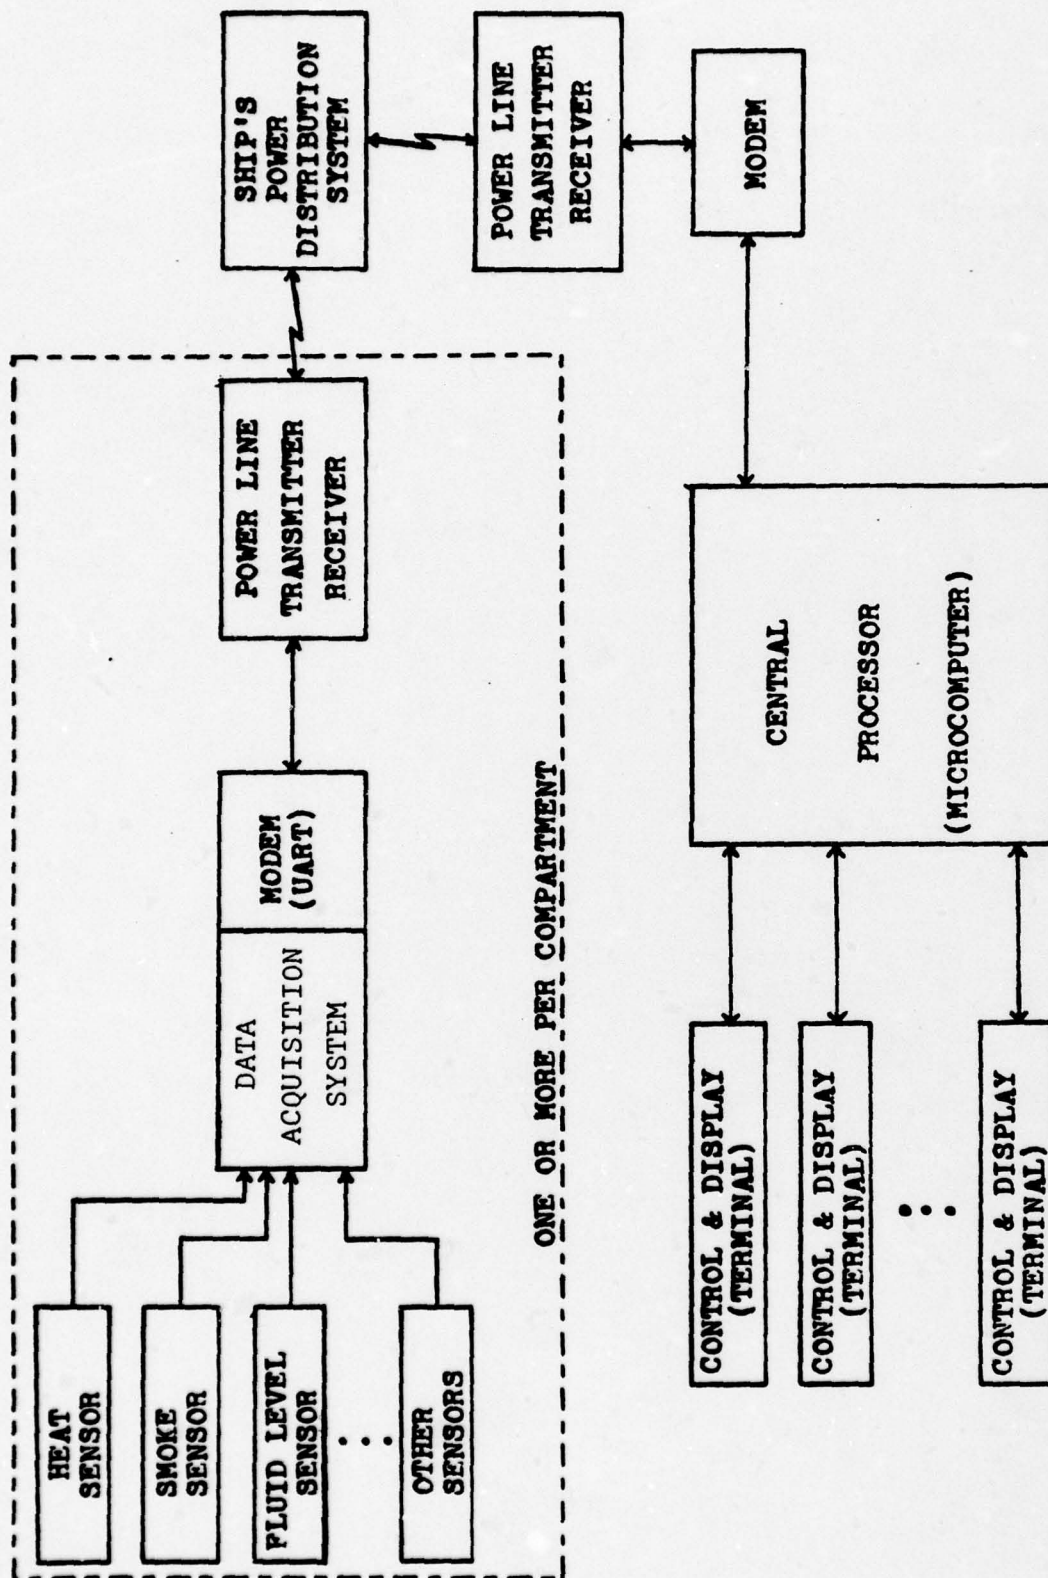 HEAT
SENSOR
SMOKE
SENSOR
FLUID LEVEL
SENSOR
OTHER
SENSORS
DATA
ACQUISITION
SYSTEM
MODEM
(UART)
POWER LINE
TRANSMITTER
RECEIVER
ONE OR MORE PER COMPARTMENT
SHIP'S
POWER
DISTRIBUTION
SYSTEM
POWER LINE
TRANSMITTER
RECEIVER
MODEM
CENTRAL
PROCESSOR
(MICROCOMPUTER)
CONTROL & DISPLAY
(TERMINAL)
CONTROL & DISPLAY
(TERMINAL)
CONTROL & DISPLAY
(TERMINAL)